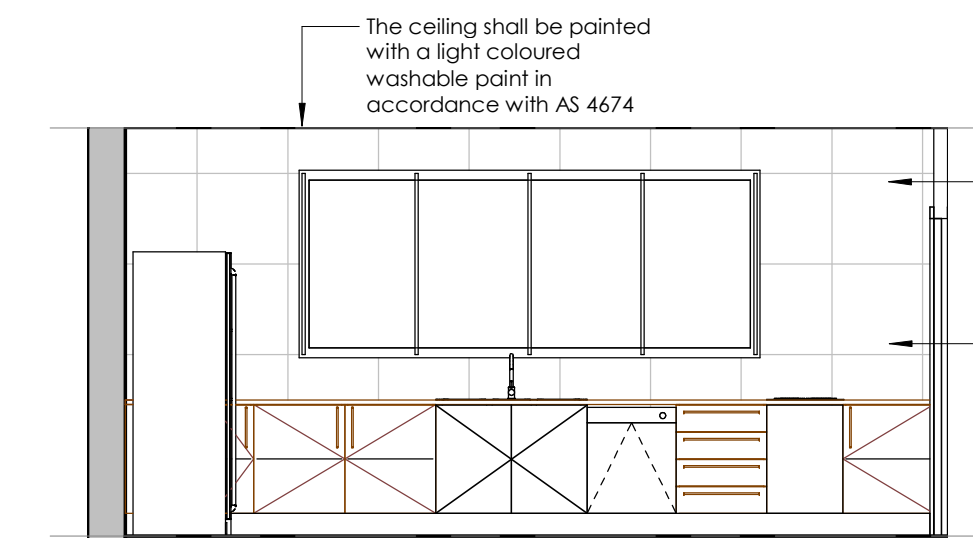 The ceiling shall be painted
with a light coloured
washable paint in
accordance with AS 4674